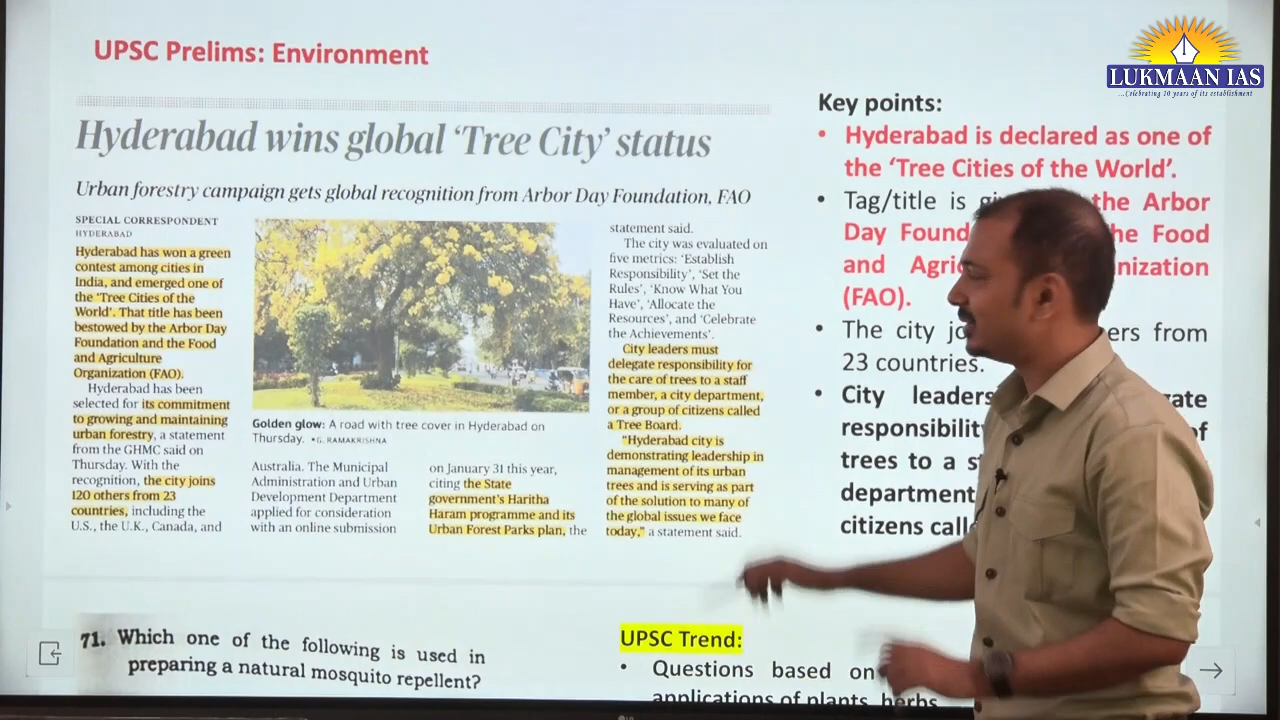 UPSC Prelims: Environment
LUKMAAN IAS
...Celebrating 10 years of its establishment
Hyderabad wins global ‘Tree City’ status
Urban forestry campaign gets global recognition from Arbor Day Foundation, FAO
SPECIAL CORRESPONDENT
HYDERABAD
Hyderabad has won a green
contest among cities in
India, and emerged one of
the ‘Tree Cities of the
World’. That title has been
bestowed by the Arbor Day
Foundation and the Food
and Agriculture
Organization (FAO).
Hyderabad has been
selected for its commitment
to growing and maintaining
urban forestry, a statement
from the GHMC said on
Thursday. With the
recognition, the city joins
120 others from 23
countries, including the
U.S., the U.K., Canada, and
Golden glow: A road with tree cover in Hyderabad on
Thursday. •G. RAMAKRISHNA
Australia. The Municipal
Administration and Urban
Development Department
applied for consideration
with an online submission
on January 31 this year,
citing the State
government’s Haritha
Haram programme and its
Urban Forest Parks plan, the
statement said.
The city was evaluated on
five metrics: ‘Establish
Responsibility’, ‘Set the
Rules’, ‘Know What You
Have’, ‘Allocate the
Resources’, and ‘Celebrate
the Achievements’.
City leaders must
delegate responsibility for
the care of trees to a staff
member, a city department,
or a group of citizens called
a Tree Board.
“Hyderabad city is
demonstrating leadership in
management of its urban
trees and is serving as part
of the solution to many of
the global issues we face
today,” a statement said.
Key points:
• Hyderabad is declared as one of
the ‘Tree Cities of the World’.
• Tag/title is the Arbor
Day and Food
and
(FAO).
• The city from
23 countries.
• City leaders
of
trees to a
department
citizens
71. Which one of the following is used in
preparing a natural mosquito repellent?
UPSC Trend:
• Questions based on
applications of plants, herbs